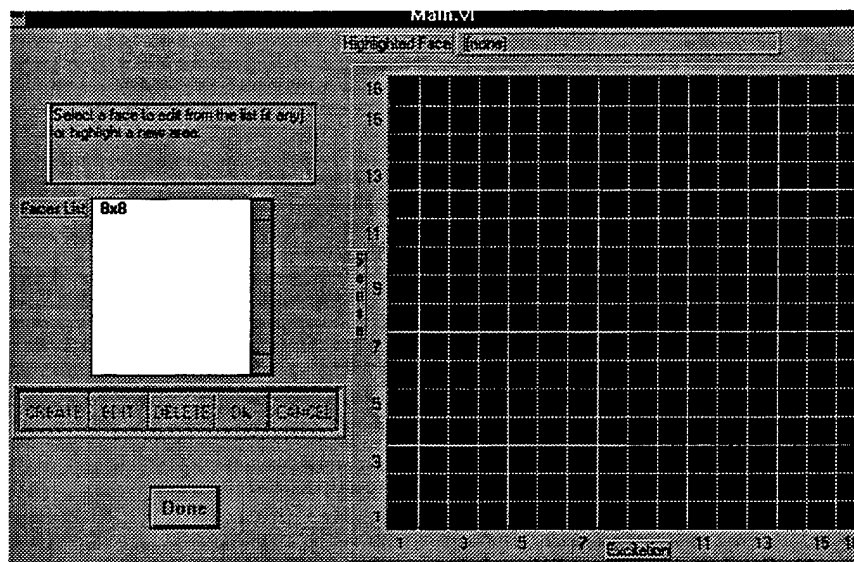 Main.vi
Highlighted Face [none]
Select a face to edit from the list (if any)
or highlight a new area.
Faces List 8x8
CREATE EDIT DELETE OK CANCEL
Done
16
15
13
11
9
7
5
3
1
1 3 5 7 Excitation 11 13 15